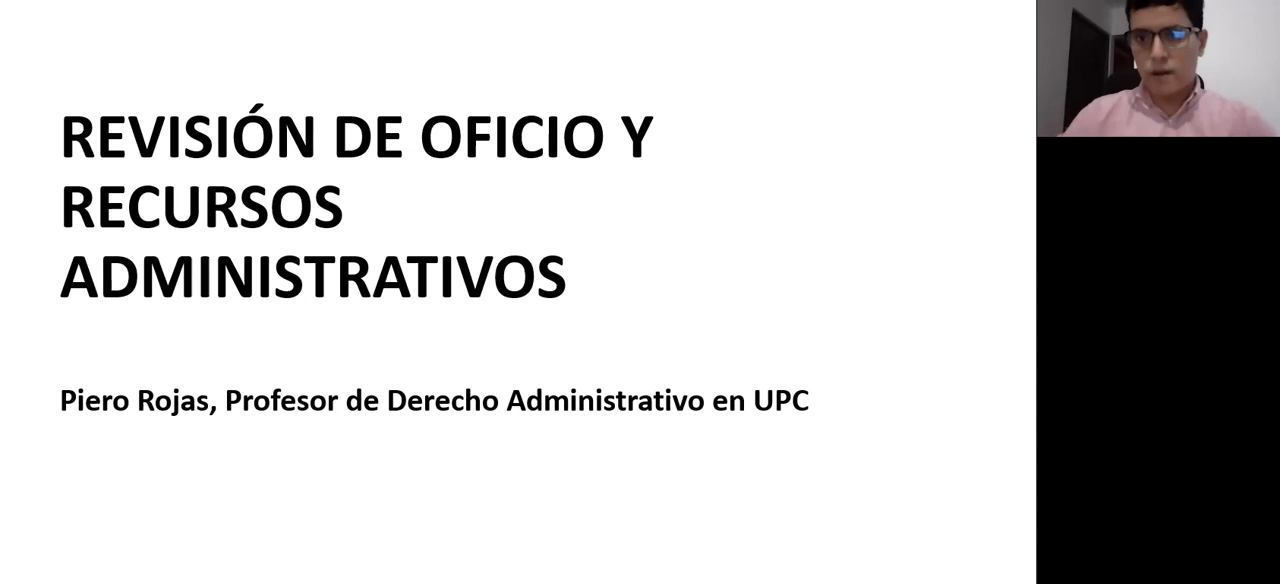 REVISIÓN DE OFICIO Y
RECURSOS
ADMINISTRATIVOS
Piero Rojas, Profesor de Derecho Administrativo en UPC